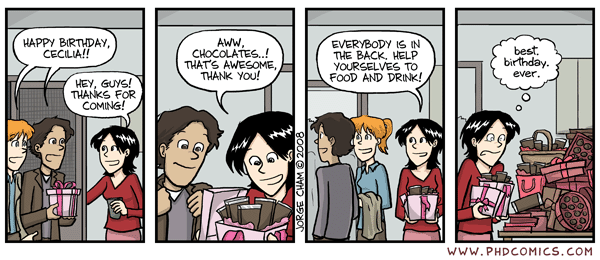 HAPPY BIRTHDAY,
CECILIA!!
HEY, GUYS!
THANKS FOR
COMING!
AWW,
CHOCOLATES..!
THAT'S AWESOME,
THANK YOU!
JORGE CHAM © 2008
EVERYBODY IS IN
THE BACK. HELP
YOURSELVES TO
FOOD AND DRINK!
best.
birthday.
ever.
WWW.PHDCOMICS.COM